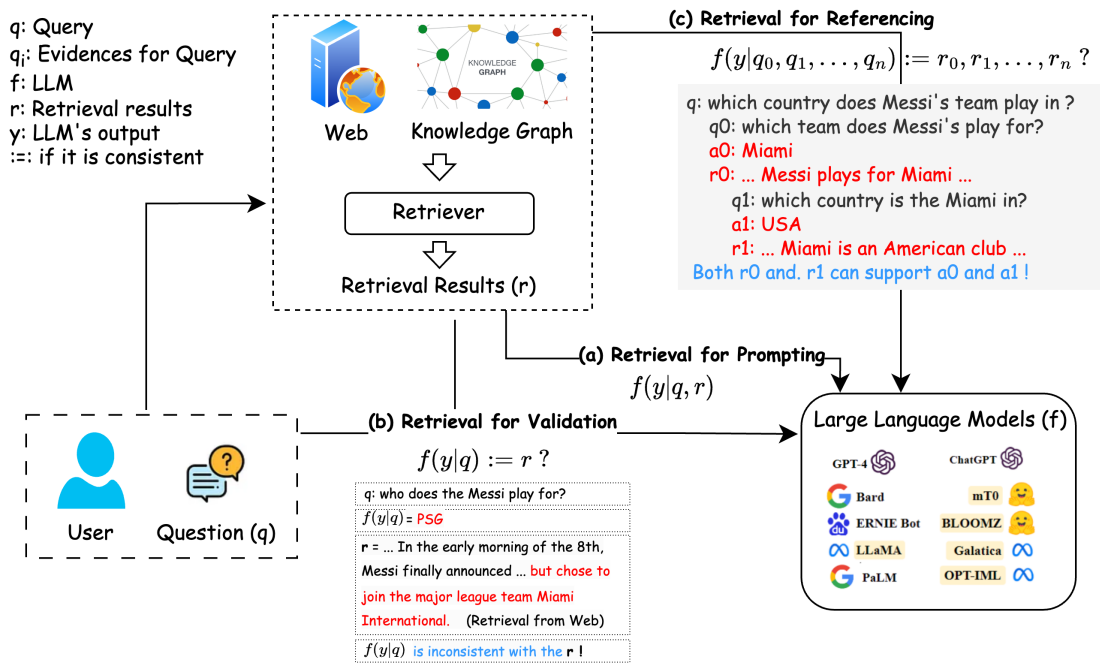 q: Query
qi: Evidences for Query
f: LLM
r: Retrieval results
y: LLM's output
:=: if it is consistent
Web
KNOWLEDGE
GRAPH
Knowledge Graph
Retriever
Retrieval Results (r)
(c) Retrieval for Referencing
f(y|q0, q1, . . . , qn) := r0, r1, . . . , rn ?
q: which country does Messi's team play in ?
q0: which team does Messi's play for?
a0: Miami
r0: ... Messi plays for Miami ...
q1: which country is the Miami in?
a1: USA
r1: ... Miami is an American club ...
Both r0 and. r1 can support a0 and a1 !
(a) Retrieval for Prompting
f(y|q, r)
User
Question (q)
(b) Retrieval for Validation
f(y|q) := r ?
q: who does the Messi play for?
f(y|q) = PSG
r = ... In the early morning of the 8th,
Messi finally announced ... but chose to
join the major league team Miami
International. (Retrieval from Web)
f(y|q) is inconsistent with the r !
Large Language Models (f)
GPT-4
ChatGPT
Bard
mT0
du
ERNIE Bot
BLOOMZ
LLaMA
Galatica
PaLM
OPT-IML